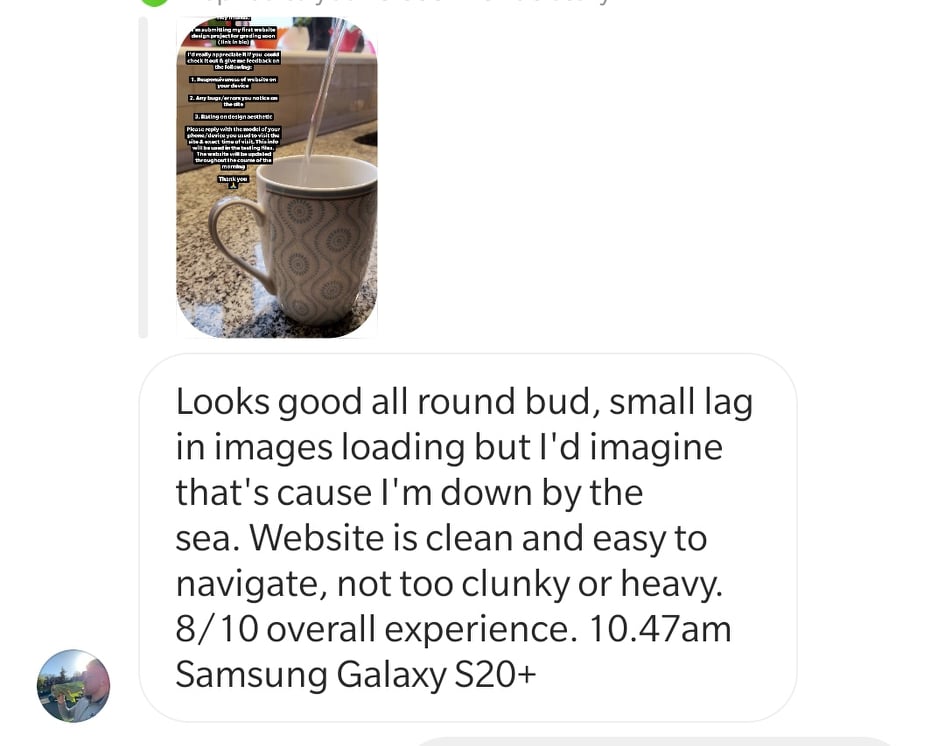 Hey friends,
I'm submitting my first website
design project for grading soon
(link in bio)
I'd really appreciate it if you could
check it out & give me feedback on
the following:
1. Responsiveness of website on
your device
2. Any bugs/errors you notice on
the site
3. Rating on design aesthetic
Please reply with the model of your
phone/device you used to visit the
site & exact time of visit. This info
will be used in the testing files.
The website will be updated
throughout the course of the
morning
Thank you
Looks good all round bud, small lag
in images loading but I'd imagine
that's cause I'm down by the
sea. Website is clean and easy to
navigate, not too clunky or heavy.
8/10 overall experience. 10.47am
Samsung Galaxy S20+